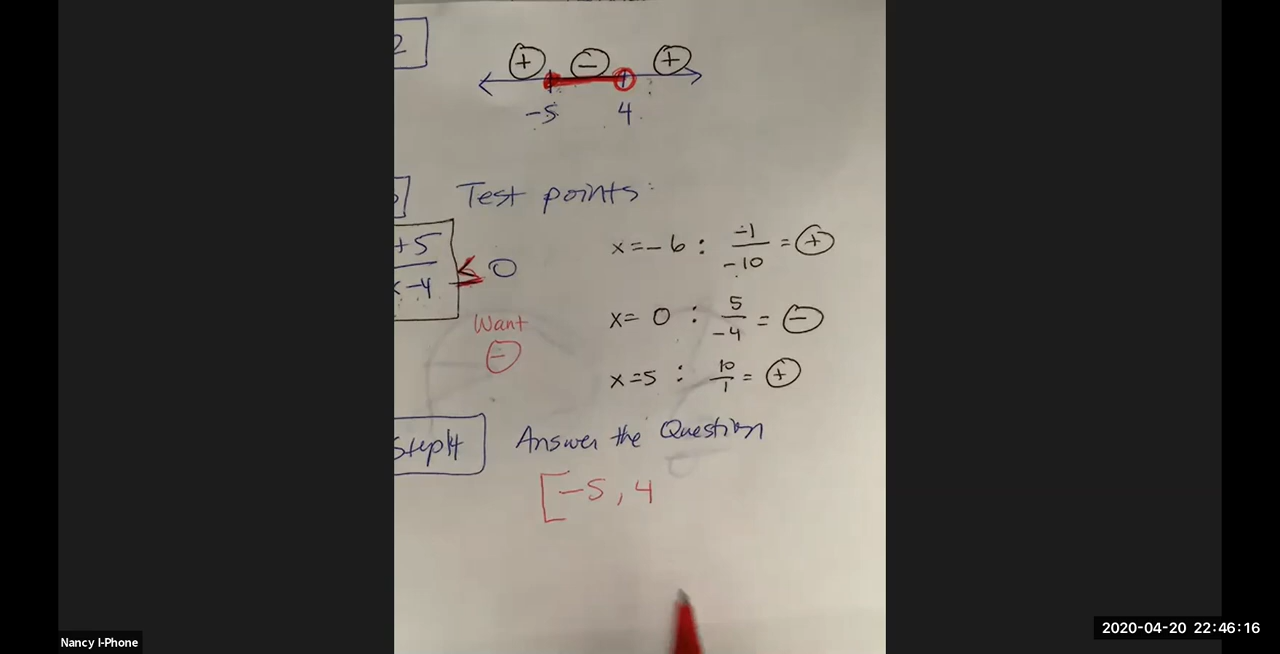 2
+ - +
-5 4
Test points:
+5
x-4
≤ 0
x=-6 : -1/-10 = +
Want
-
x= 0 : 5/-4 = -
x=5 : 10/1 = +
Step 4 Answer the Question
[-5, 4
Nancy I-Phone
2020-04-20 22:46:16